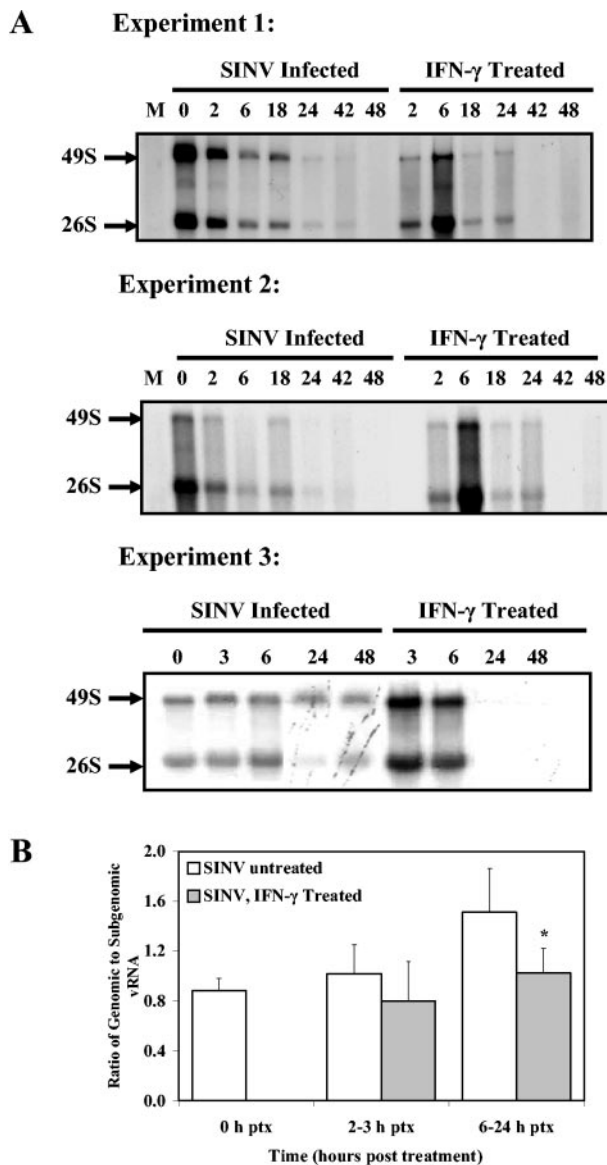 A
Experiment 1:
SINV Infected IFN-γ Treated
M 0 2 6 18 24 42 48 2 6 18 24 42 48
49S
26S
Experiment 2:
SINV Infected IFN-γ Treated
M 0 2 6 18 24 42 48 2 6 18 24 42 48
49S
26S
Experiment 3:
SINV Infected IFN-γ Treated
0 3 6 24 48 3 6 24 48
49S
26S
B
Ratio of Genomic to Subgenomic
vRNA
2.0
1.6
1.2
0.8
0.4
0.0
SINV untreated
SINV, IFN-γ Treated
*
0 h ptx 2-3 h ptx 6-24 h ptx
Time (hours post treatment)